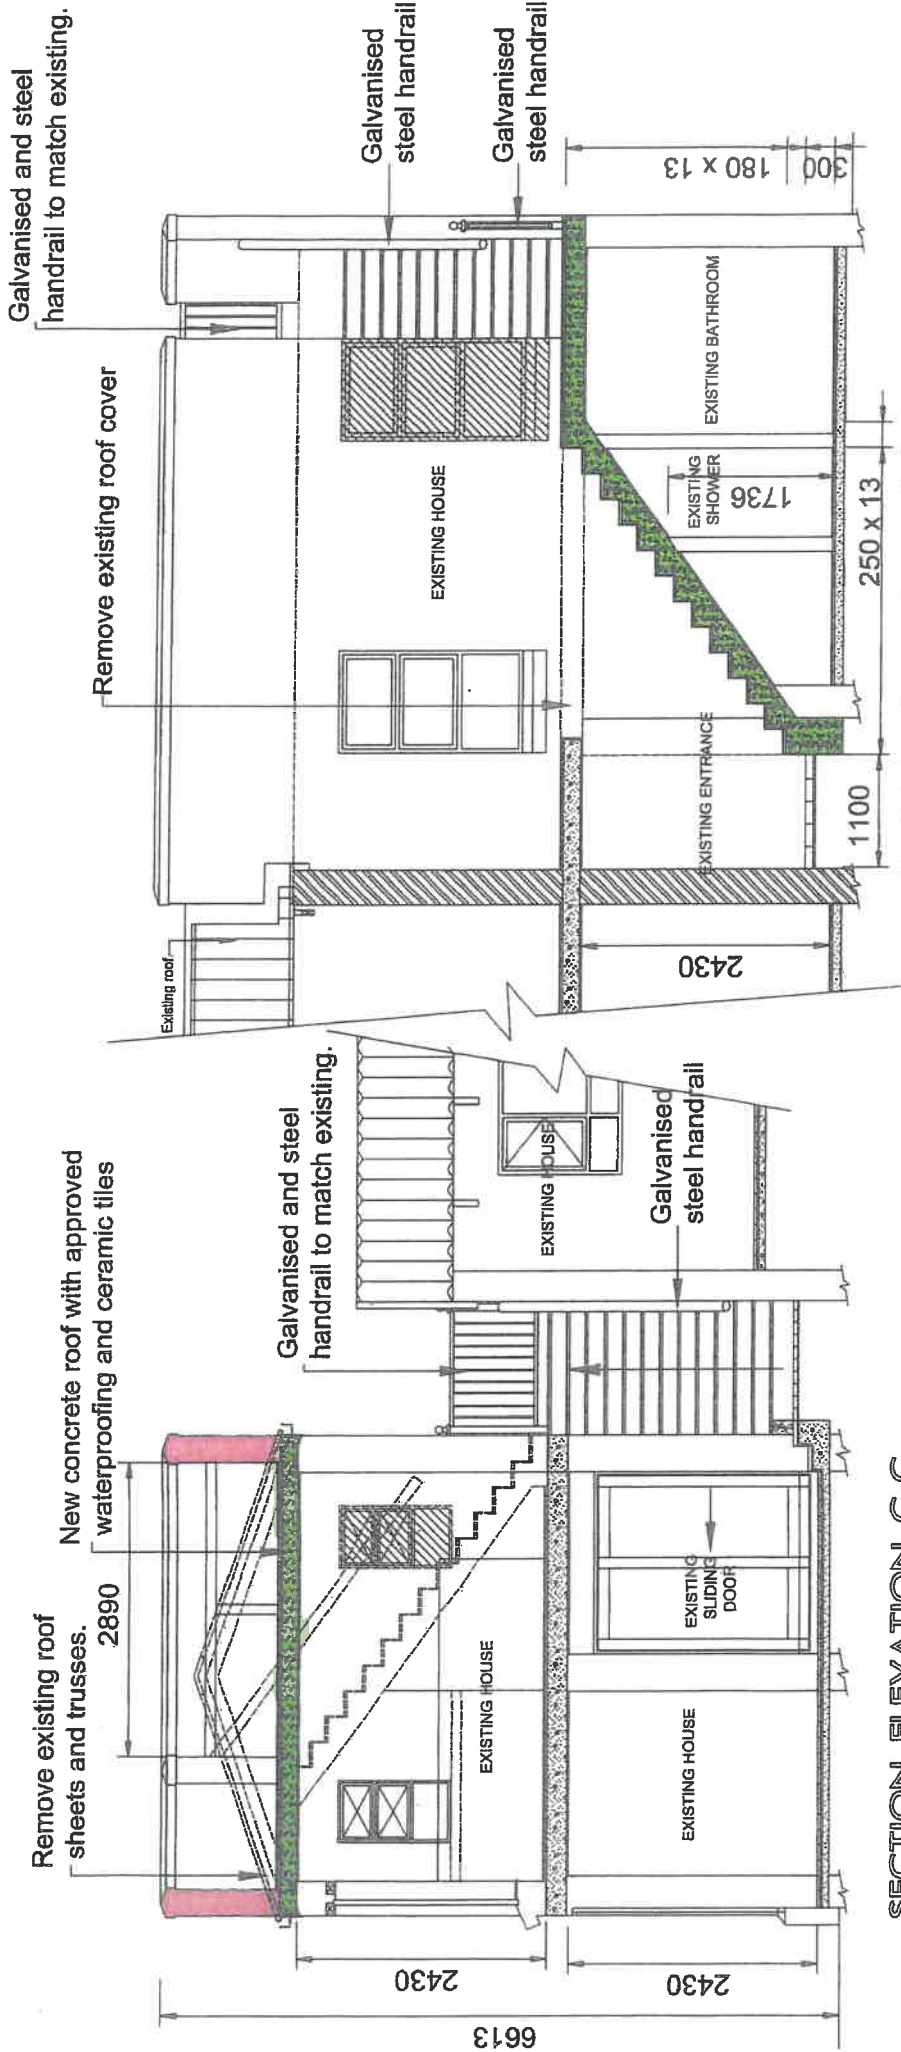 Remove existing roof
sheets and trusses.
2890
New concrete roof with approved
waterproofing and ceramic tiles
Galvanised and steel
handrail to match existing.
Galvanised
steel handrail
EXISTING HOUSE
EXISTING HOUSE
EXISTING HOUSE
EXISTING
SLIDING
DOOR
2430
2430
6613
SECTION ELEVATION C-C
Existing roof
2430
Remove existing roof cover
Galvanised and steel
handrail to match existing.
Galvanised
steel handrail
Galvanised
steel handrail
EXISTING HOUSE
EXISTING ENTRANCE
EXISTING
SHOWER
1736
EXISTING BATHROOM
180 x 13
300
1100
250 x 13